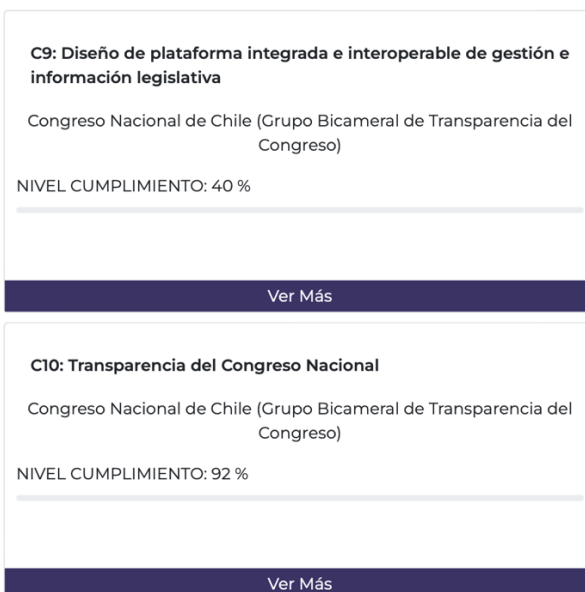 C9: Diseño de plataforma integrada e interoperable de gestión e
información legislativa
Congreso Nacional de Chile (Grupo Bicameral de Transparencia del
Congreso)
NIVEL CUMPLIMIENTO: 40 %
Ver Más
C10: Transparencia del Congreso Nacional
Congreso Nacional de Chile (Grupo Bicameral de Transparencia del
Congreso)
NIVEL CUMPLIMIENTO: 92 %
Ver Más